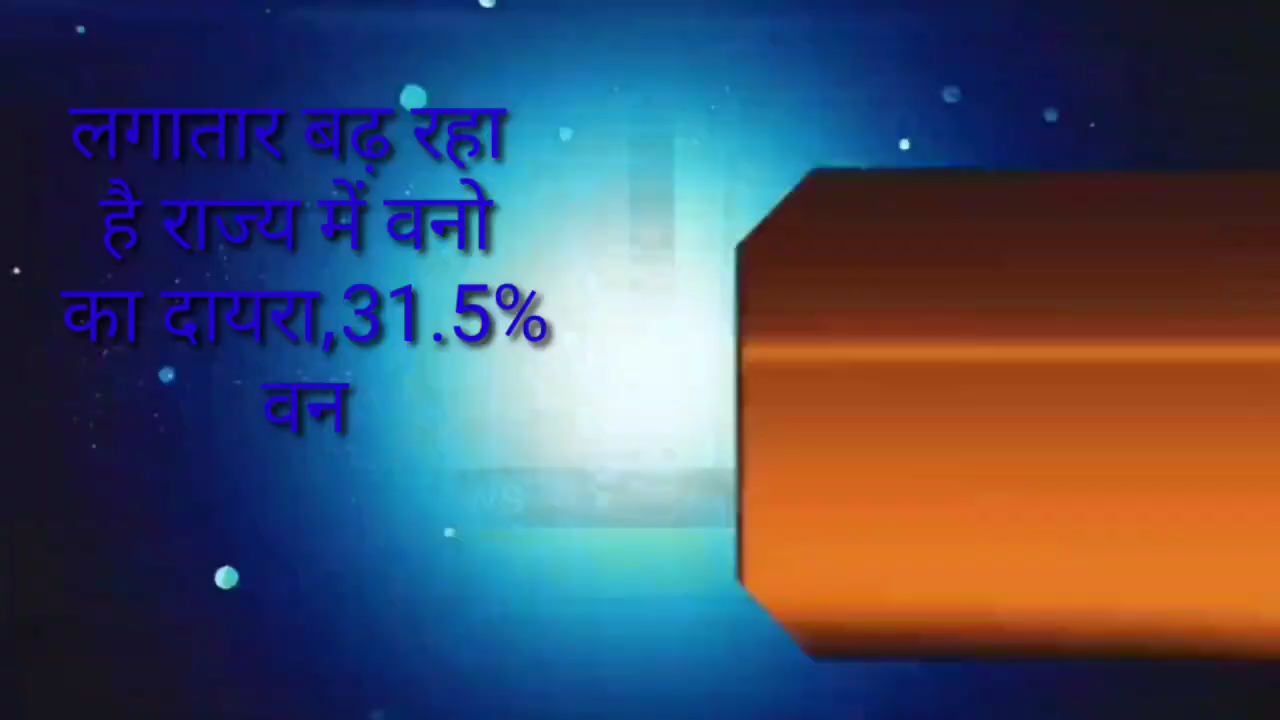 लगातार बढ़ रहा
है राज्य में वनो
का दायरा,31.5%
वन